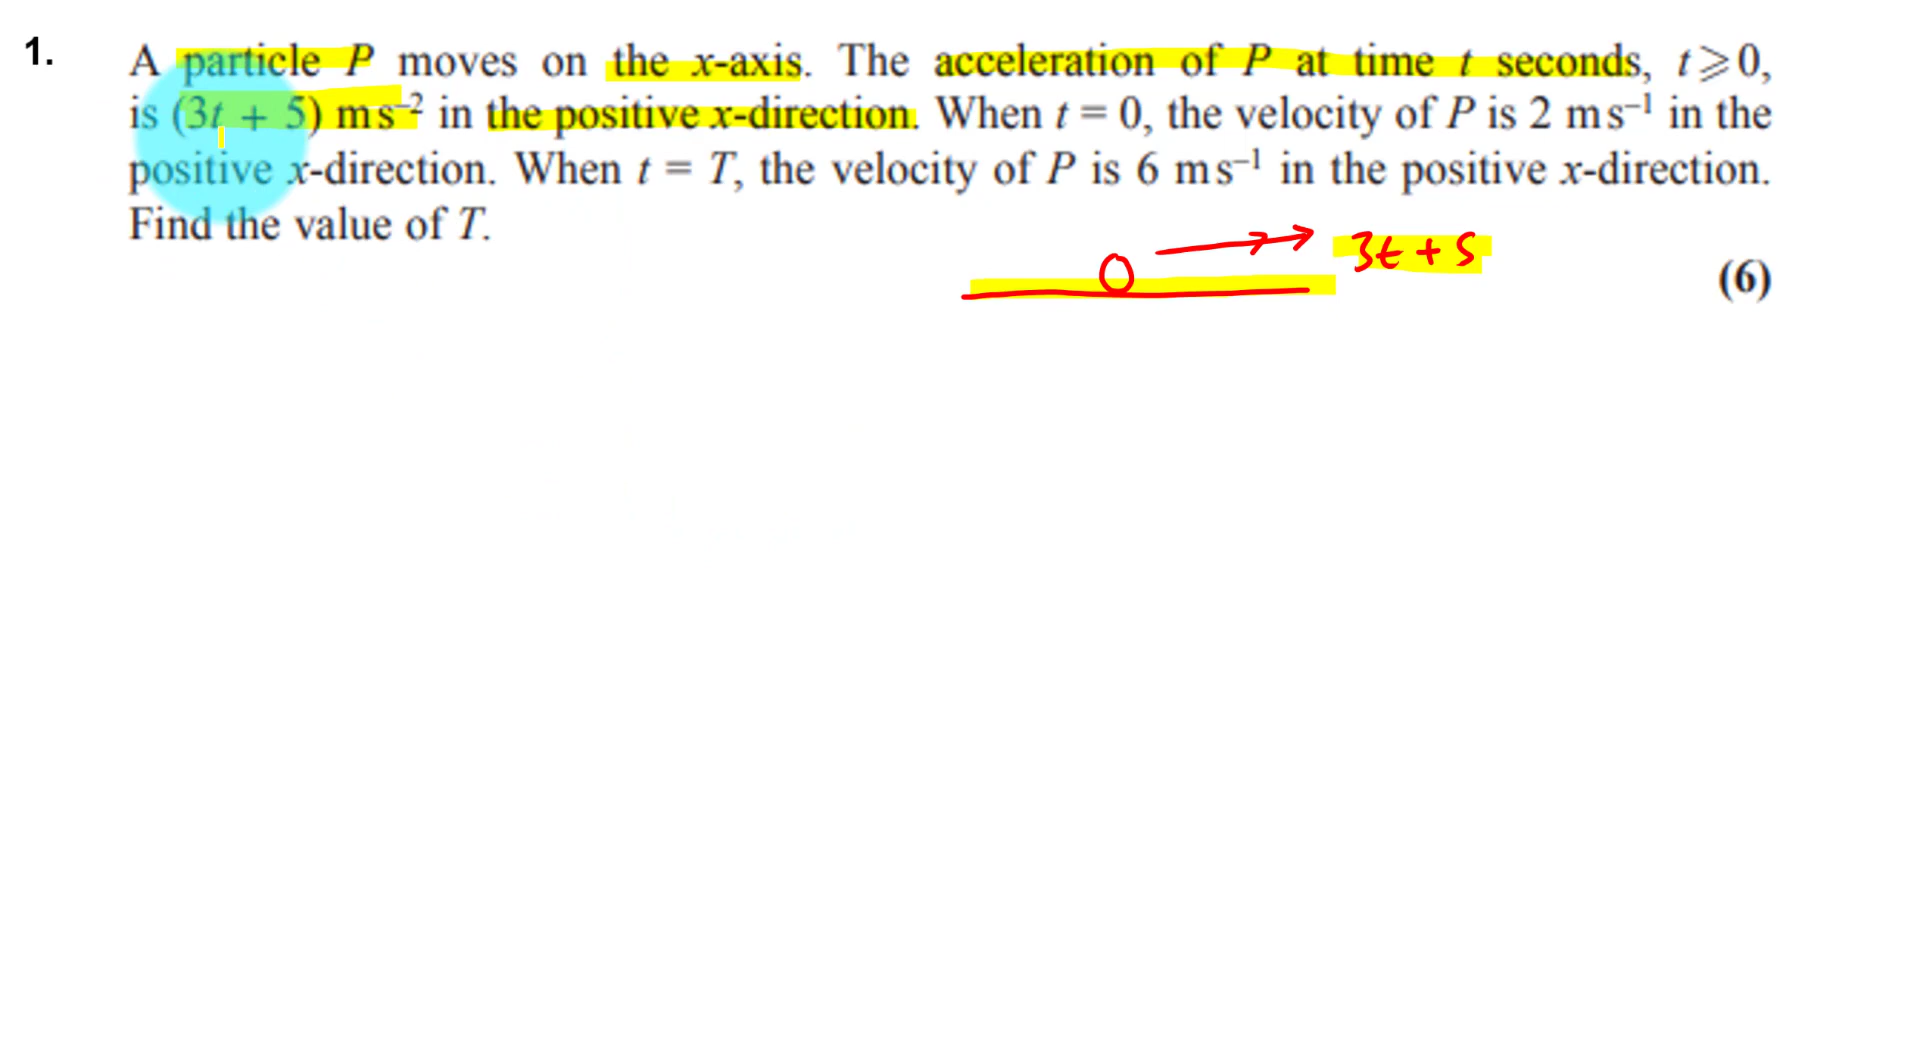 1.
A particle P moves on the x-axis. The acceleration of P at time t seconds, t ⩾ 0,
is (3t + 5) m s⁻² in the positive x-direction. When t = 0, the velocity of P is 2 m s⁻¹ in the
positive x-direction. When t = T, the velocity of P is 6 m s⁻¹ in the positive x-direction.
Find the value of T.
3t + 5
(6)